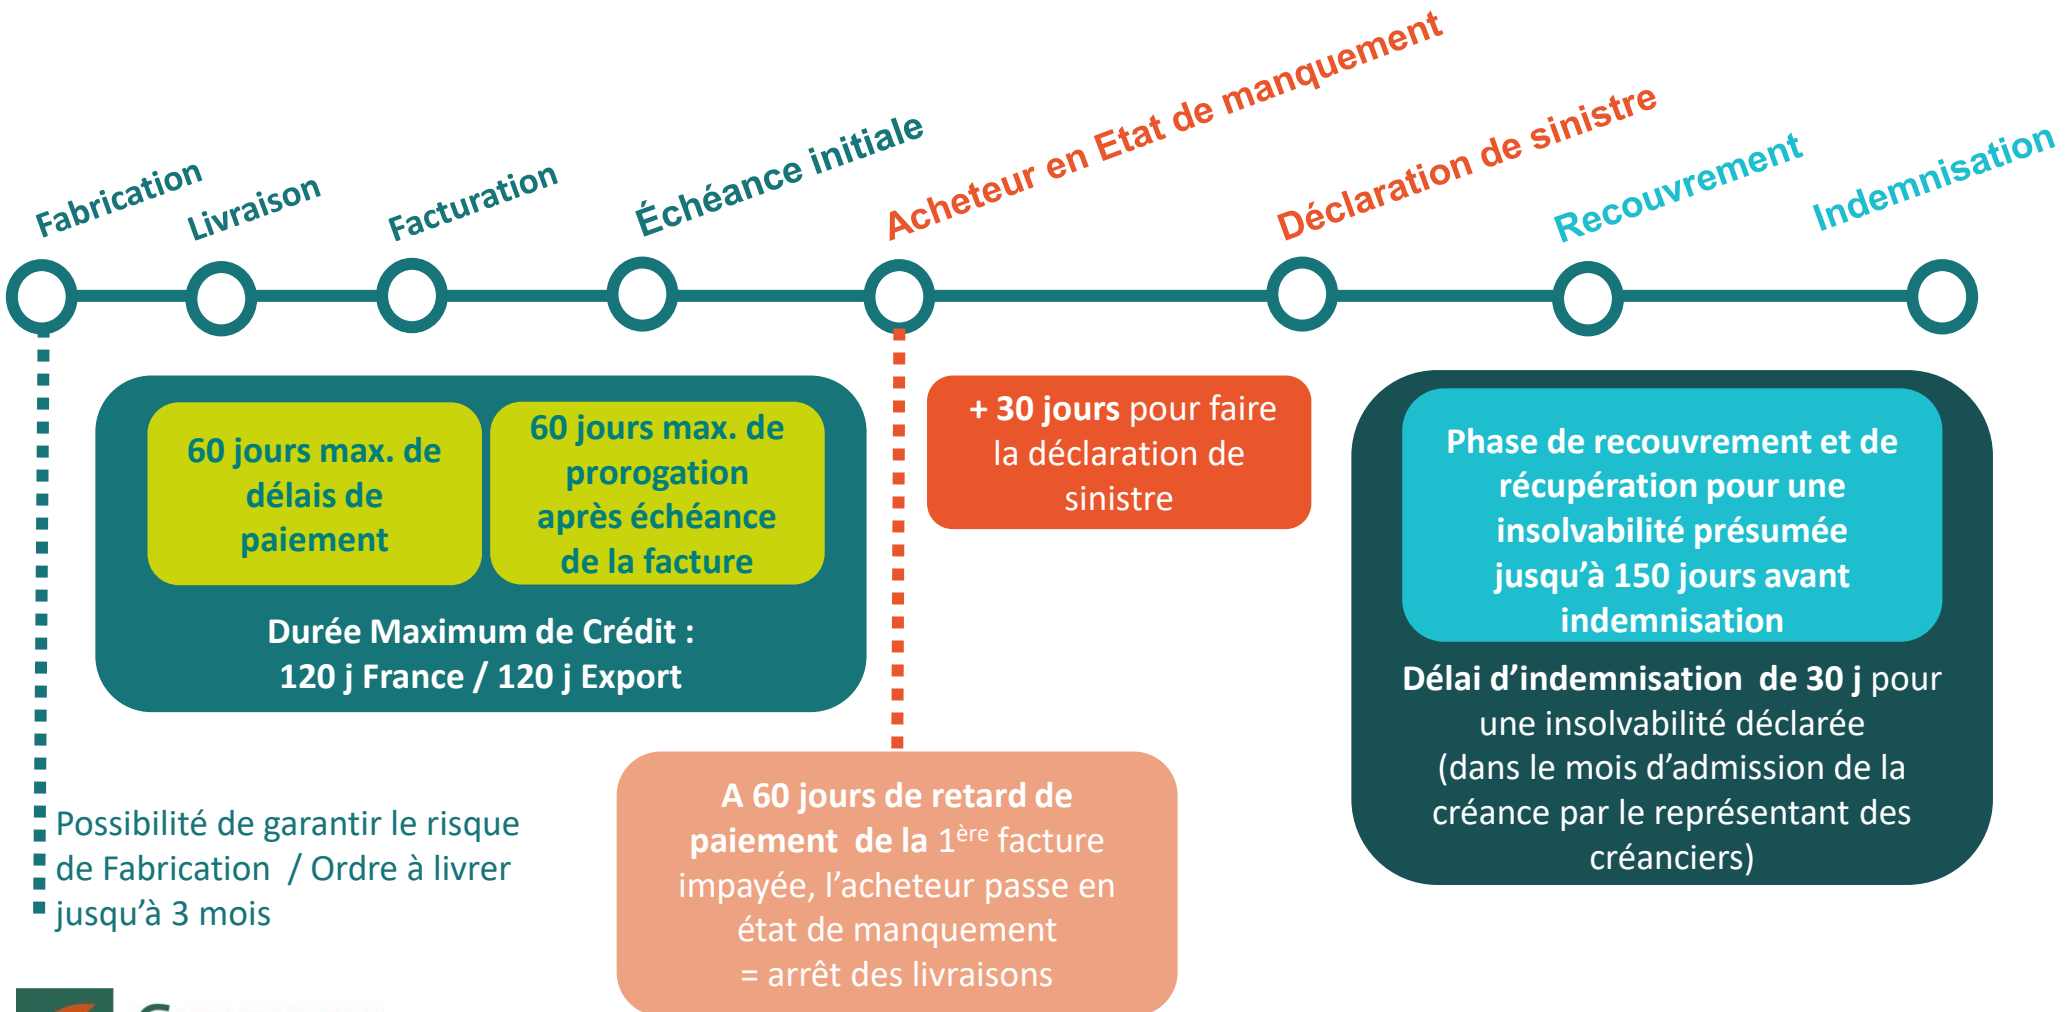 Fabrication
Livraison
Facturation
Échéance initiale
Acheteur en Etat de manquement
Déclaration de sinistre
Recouvrement
Indemnisation
60 jours max. de
délais de
paiement
60 jours max. de
prorogation
après échéance
de la facture
Durée Maximum de Crédit :
120 j France / 120 j Export
+ 30 jours pour faire
la déclaration de
sinistre
Phase de recouvrement et de
récupération pour une
insolvabilité présumée
jusqu’à 150 jours avant
indemnisation
Délai d’indemnisation de 30 j pour
une insolvabilité déclarée
(dans le mois d’admission de la
créance par le représentant des
créanciers)
Possibilité de garantir le risque
de Fabrication / Ordre à livrer
jusqu’à 3 mois
A 60 jours de retard de
paiement de la 1ère facture
impayée, l’acheteur passe en
état de manquement
= arrêt des livraisons